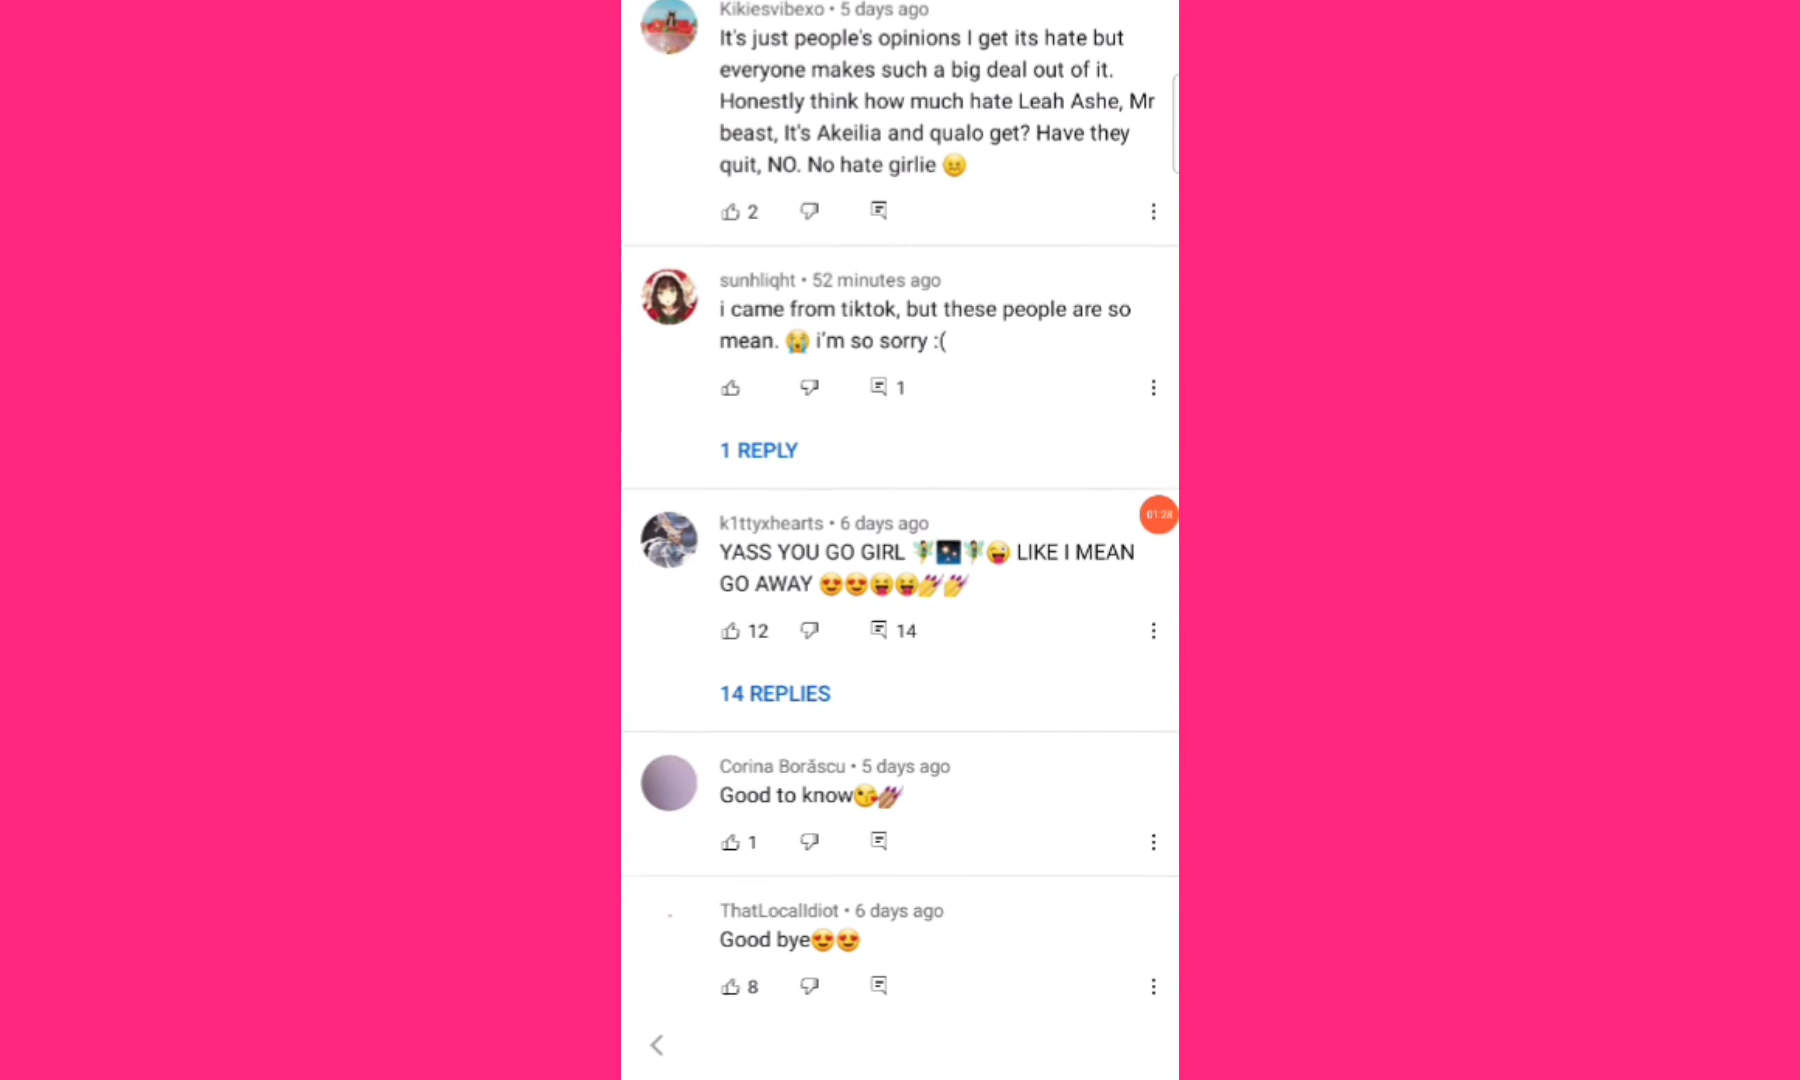 Kikiesvibexo • 5 days ago
It's just people's opinions I get its hate but
everyone makes such a big deal out of it.
Honestly think how much hate Leah Ashe, Mr
beast, It's Akeilia and qualo get? Have they
quit, NO. No hate girlie 😖
2
sunhliqht • 52 minutes ago
i came from tiktok, but these people are so
mean. 😭 i'm so sorry :(
1
1 REPLY
k1ttyxhearts • 6 days ago
01:28
YASS YOU GO GIRL 🧚‍♀️🌌🧚‍♀️😜 LIKE I MEAN
GO AWAY 😍😍😝😝💅💅
12 14
14 REPLIES
Corina Borăscu • 5 days ago
Good to know😘💅🏽
1
ThatLocalIdiot • 6 days ago
Good bye😍😍
8